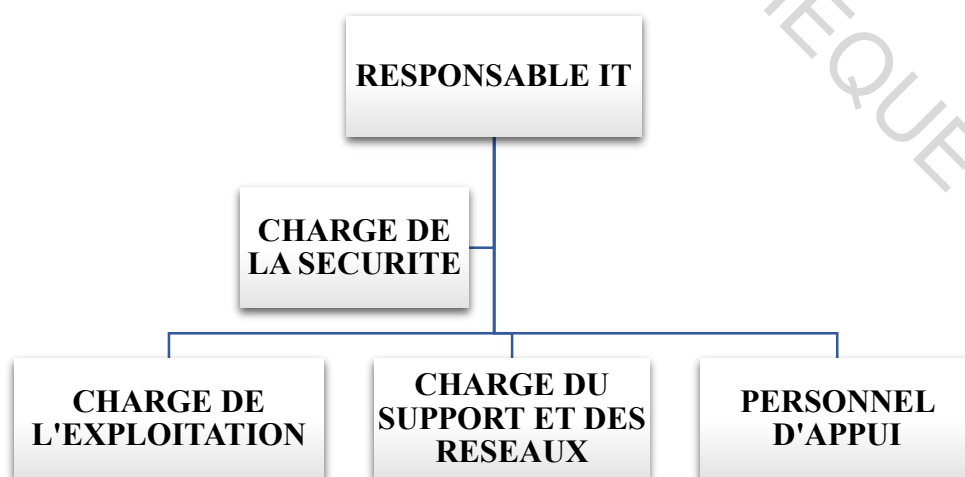 RESPONSABLE IT
CHARGE DE
LA SECURITE
CHARGE DE
L'EXPLOITATION
CHARGE DU
SUPPORT ET DES
RESEAUX
PERSONNEL
D'APPUI